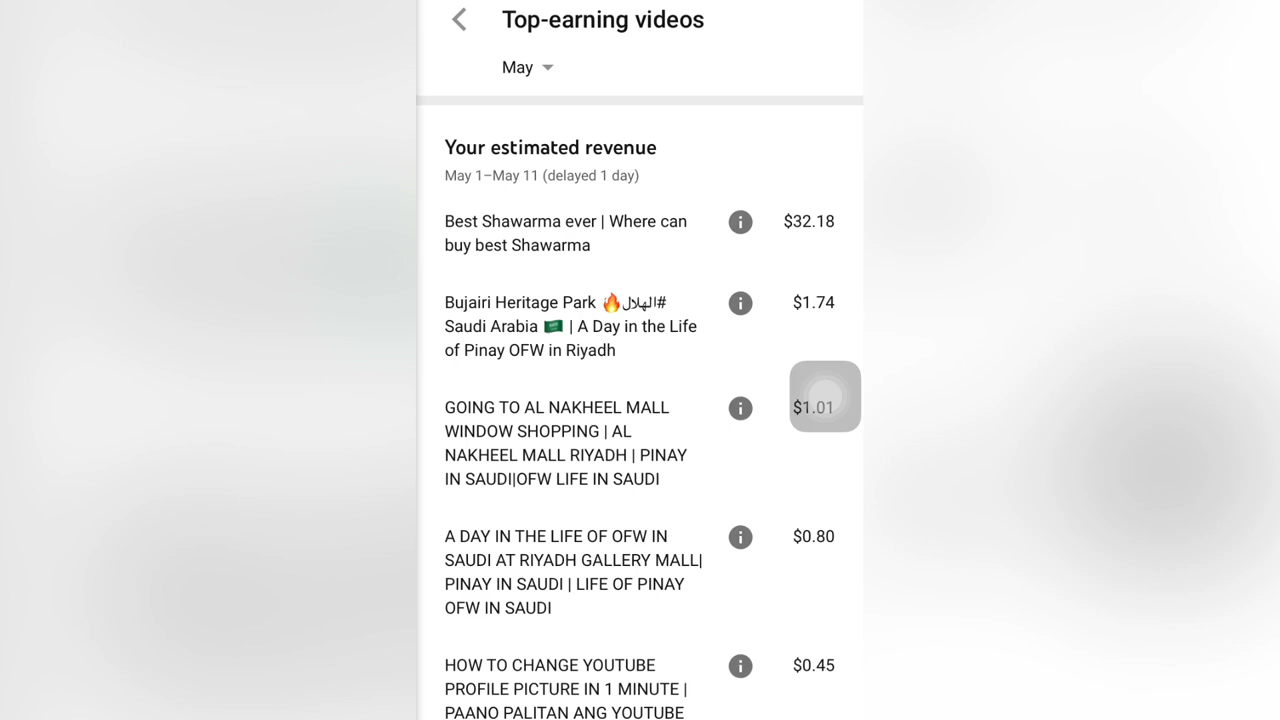 Top-earning videos
May
Your estimated revenue
May 1–May 11 (delayed 1 day)
Best Shawarma ever | Where can
buy best Shawarma
$32.18
Bujairi Heritage Park 🔥#الهلال
Saudi Arabia 🇸🇦 | A Day in the Life
of Pinay OFW in Riyadh
$1.74
GOING TO AL NAKHEEL MALL
WINDOW SHOPPING | AL
NAKHEEL MALL RIYADH | PINAY
IN SAUDI|OFW LIFE IN SAUDI
$1.01
A DAY IN THE LIFE OF OFW IN
SAUDI AT RIYADH GALLERY MALL|
PINAY IN SAUDI | LIFE OF PINAY
OFW IN SAUDI
$0.80
HOW TO CHANGE YOUTUBE
PROFILE PICTURE IN 1 MINUTE |
PAANO PALITAN ANG YOUTUBE
$0.45